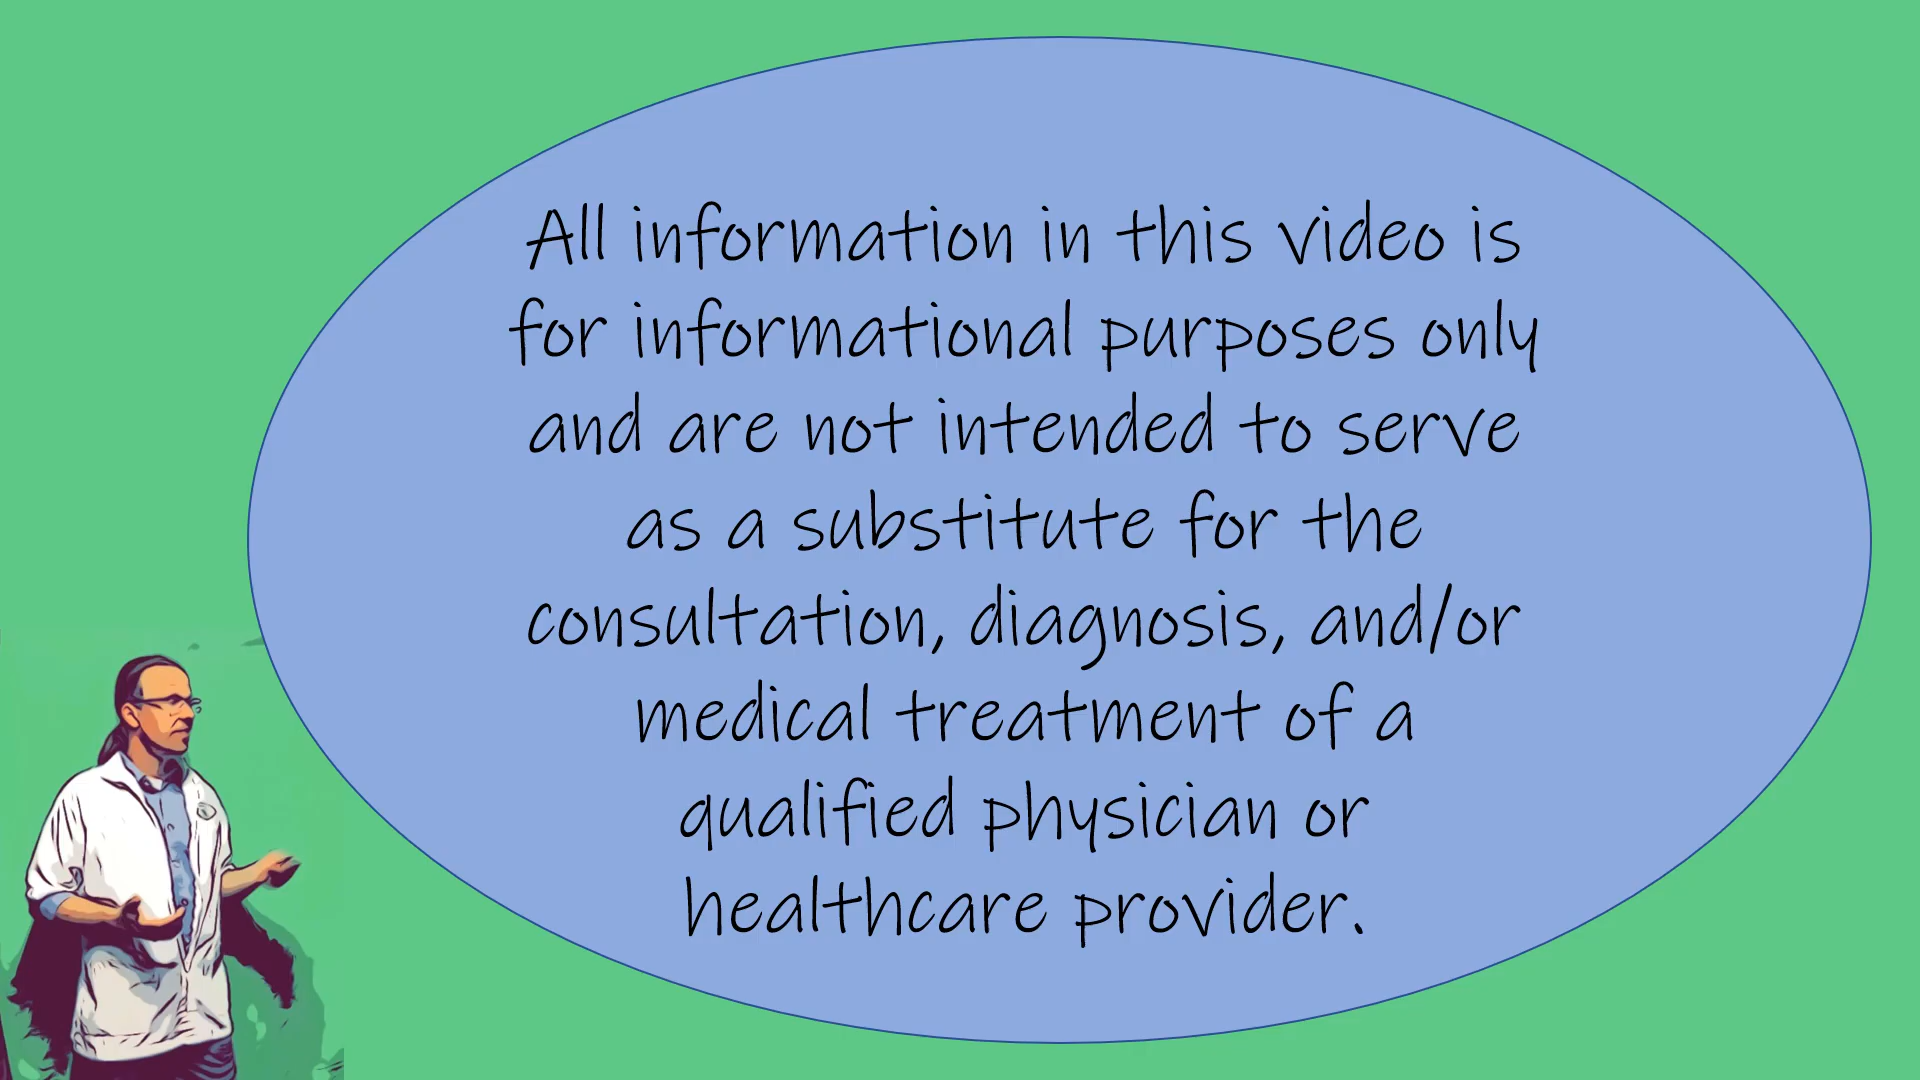 All information in this video is
for informational purposes only
and are not intended to serve
as a substitute for the
consultation, diagnosis, and/or
medical treatment of a
qualified physician or
healthcare provider.